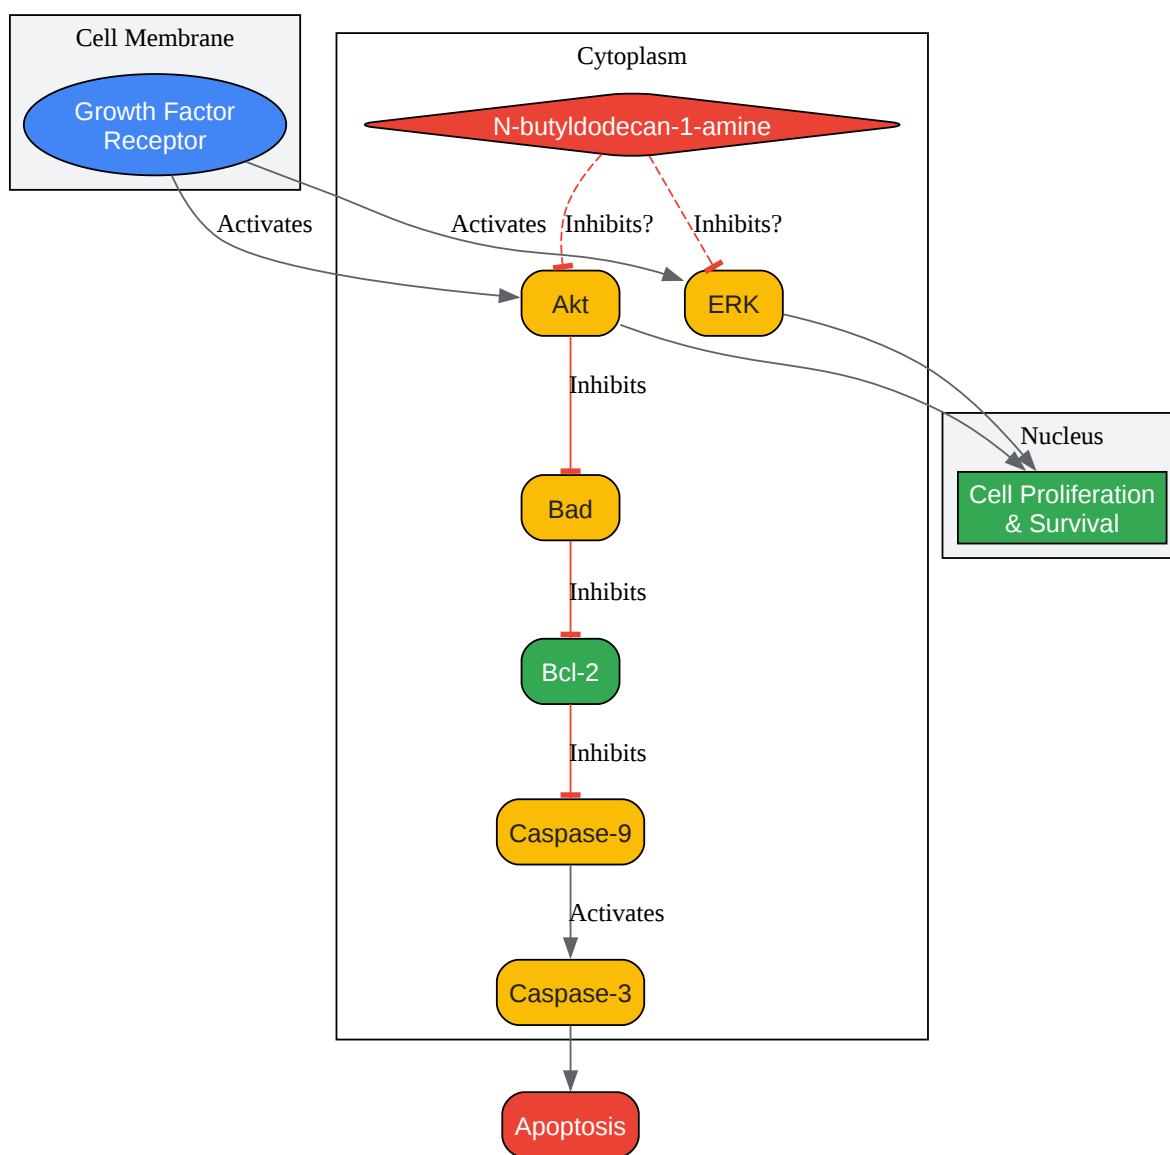 Cell Membrane
Growth Factor
Receptor
Cytoplasm
N-butyldodecan-1-amine
Activates
Activates
Inhibits?
Inhibits?
Akt
ERK
Inhibits
Nucleus
Cell Proliferation
& Survival
Bad
Inhibits
Bcl-2
Inhibits
Caspase-9
Activates
Caspase-3
Apoptosis